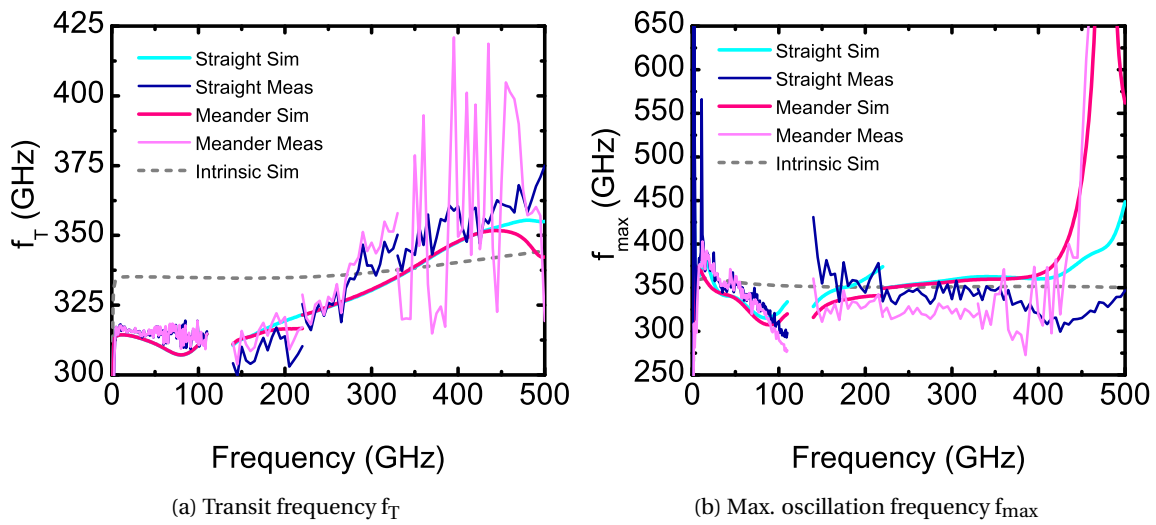 425
400
375
350
325
300
f_T (GHz)
Straight Sim
Straight Meas
Meander Sim
Meander Meas
Intrinsic Sim
0 100 200 300 400 500
Frequency (GHz)
(a) Transit frequency f_T
650
600
550
500
450
400
350
300
250
f_max (GHz)
Straight Sim
Straight Meas
Meander Sim
Meander Meas
Intrinsic Sim
0 100 200 300 400 500
Frequency (GHz)
(b) Max. oscillation frequency f_max